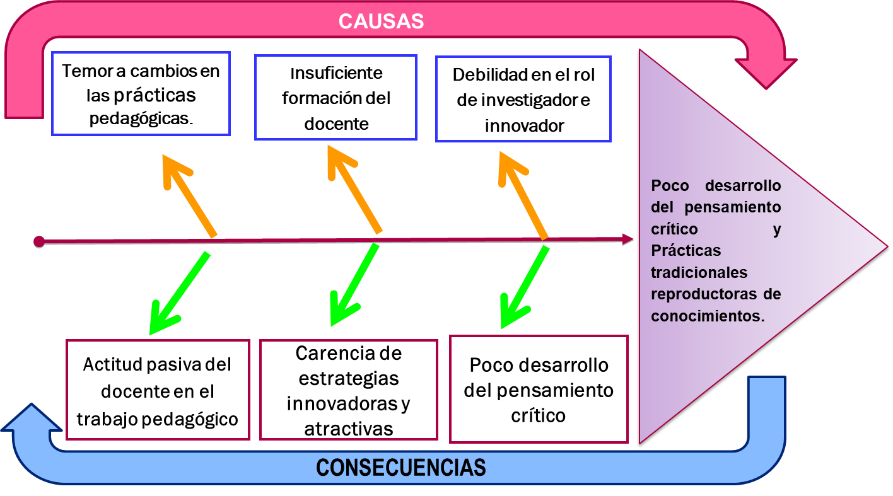 CAUSAS
Temor a cambios en
las prácticas
pedagógicas.
Insuficiente
formación del
docente
Debilidad en el rol
de investigador e
innovador
Poco desarrollo
del pensamiento
crítico y
Prácticas
tradicionales
reproductoras de
conocimientos.
Actitud pasiva del
docente en el
trabajo pedagógico
Carencia de
estrategias
innovadoras y
atractivas
Poco desarrollo
del pensamiento
crítico
CONSECUENCIAS